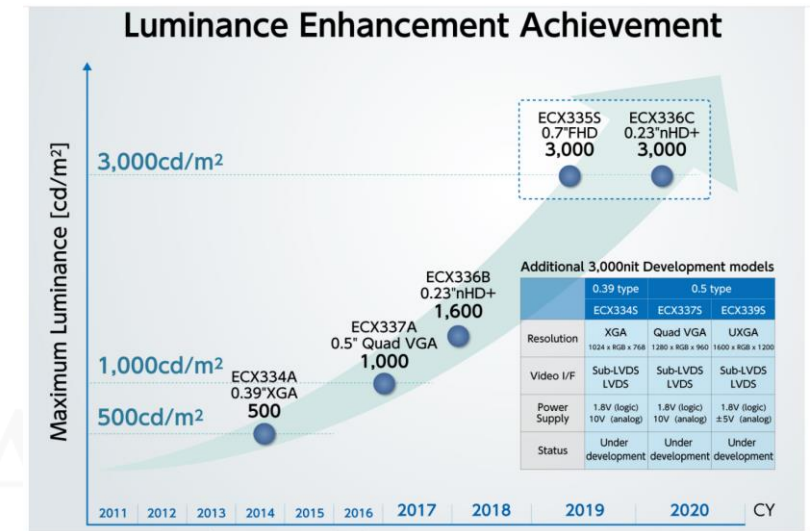 Luminance Enhancement Achievement
Maximum Luminance [cd/m²]
3,000cd/m²
1,000cd/m²
500cd/m²
ECX334A
0.39"XGA
500
ECX337A
0.5" Quad VGA
1,000
ECX336B
0.23"nHD+
1,600
ECX335S
0.7"FHD
3,000
ECX336C
0.23"nHD+
3,000
Additional 3,000nit Development models
0.39 type 0.5 type
ECX334S ECX337S ECX339S
Resolution XGA Quad VGA UXGA
1024 x RGB x 768 1280 x RGB x 960 1600 x RGB x 1200
Video I/F Sub-LVDS Sub-LVDS Sub-LVDS
LVDS LVDS LVDS
Power Supply 1.8V (logic) 1.8V (logic) 1.8V (logic)
10V (analog) 10V (analog) ±5V (analog)
Status Under Under Under
development development development
2011 2012 2013 2014 2015 2016 2017 2018 2019 2020 CY